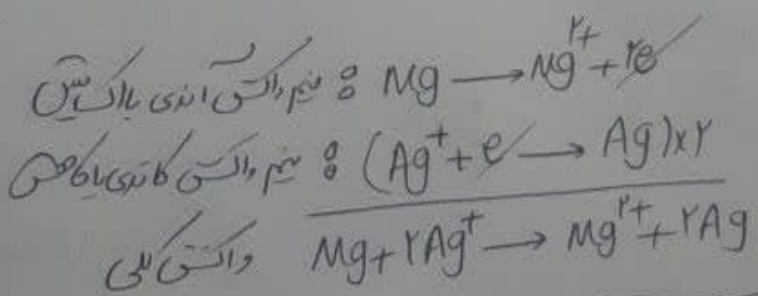 نیم واکنش آندی یا اکسایش : Mg → Mg²⁺ + ۲e
نیم واکنش کاتدی یا کاهش : (Ag⁺ + e → Ag)×۲
واکنش کلی Mg + ۲Ag⁺ → Mg²⁺ + ۲Ag